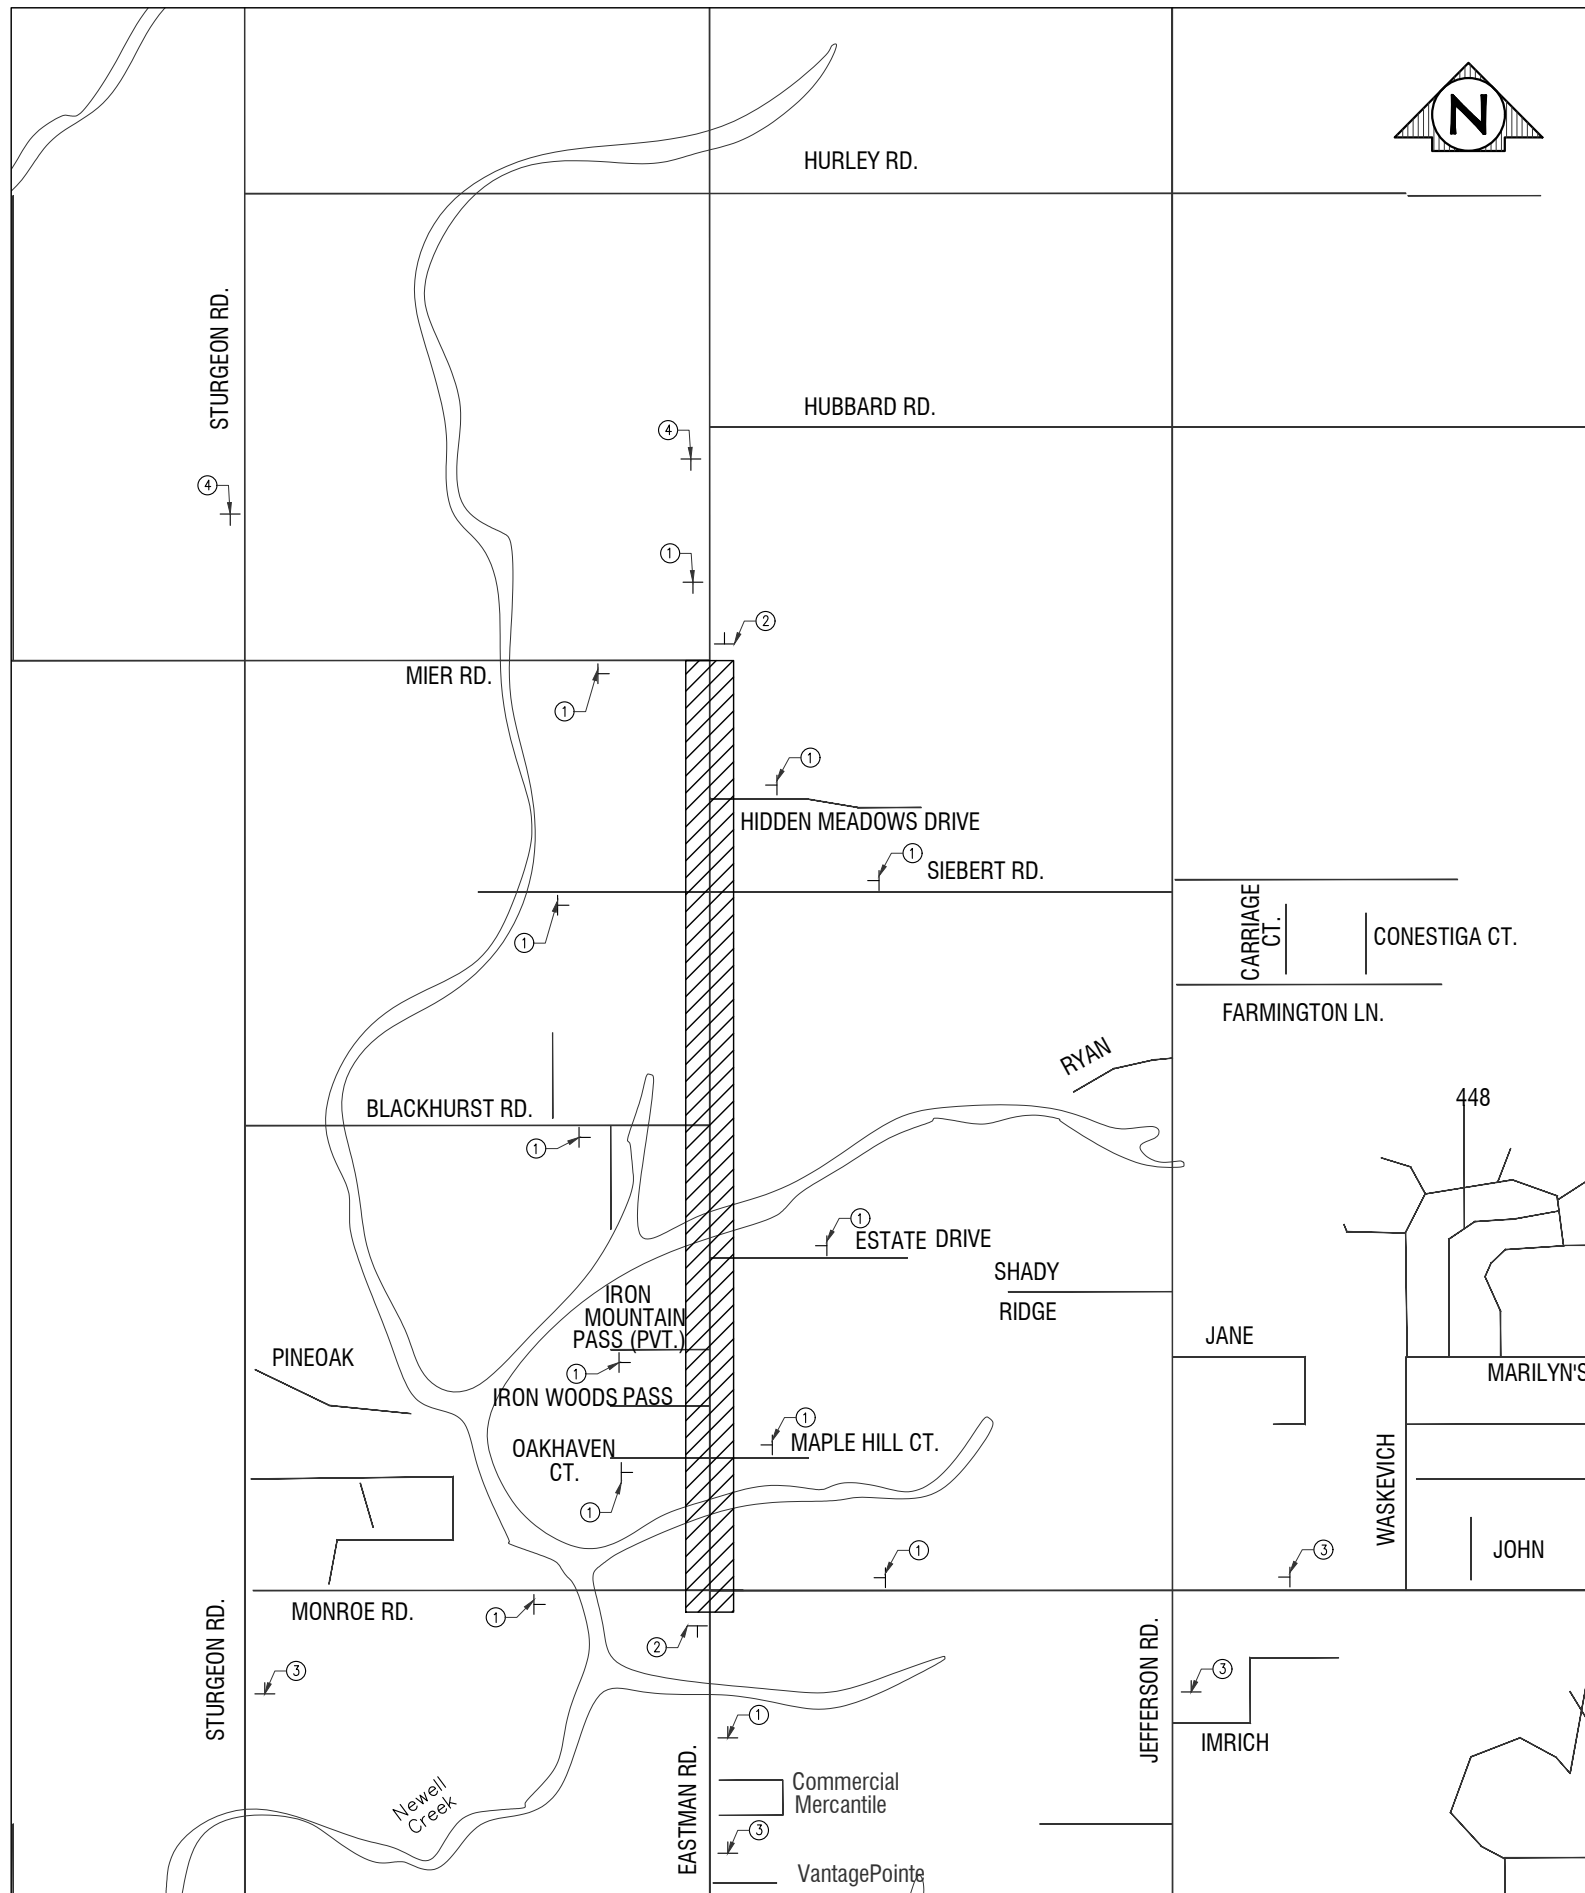 N
HURLEY RD.
STURGEON RD.
HUBBARD RD.
4
4
1
2
MIER RD.
1
1
HIDDEN MEADOWS DRIVE
1
SIEBERT RD.
CARRIAGE
CT.
CONESTIGA CT.
1
FARMINGTON LN.
RYAN
448
BLACKHURST RD.
1
1
ESTATE DRIVE
SHADY
RIDGE
IRON
MOUNTAIN
PASS (PVT.)
JANE
PINEOAK
1
MARILYN'S
IRON WOODS PASS
1
MAPLE HILL CT.
OAKHAVEN
CT.
WASKEVICH
1
1
3
JOHN
MONROE RD.
1
2
STURGEON RD.
3
JEFFERSON RD.
3
1
IMRICH
EASTMAN RD.
Commercial
Mercantile
Newell
Creek
3
VantagePointe